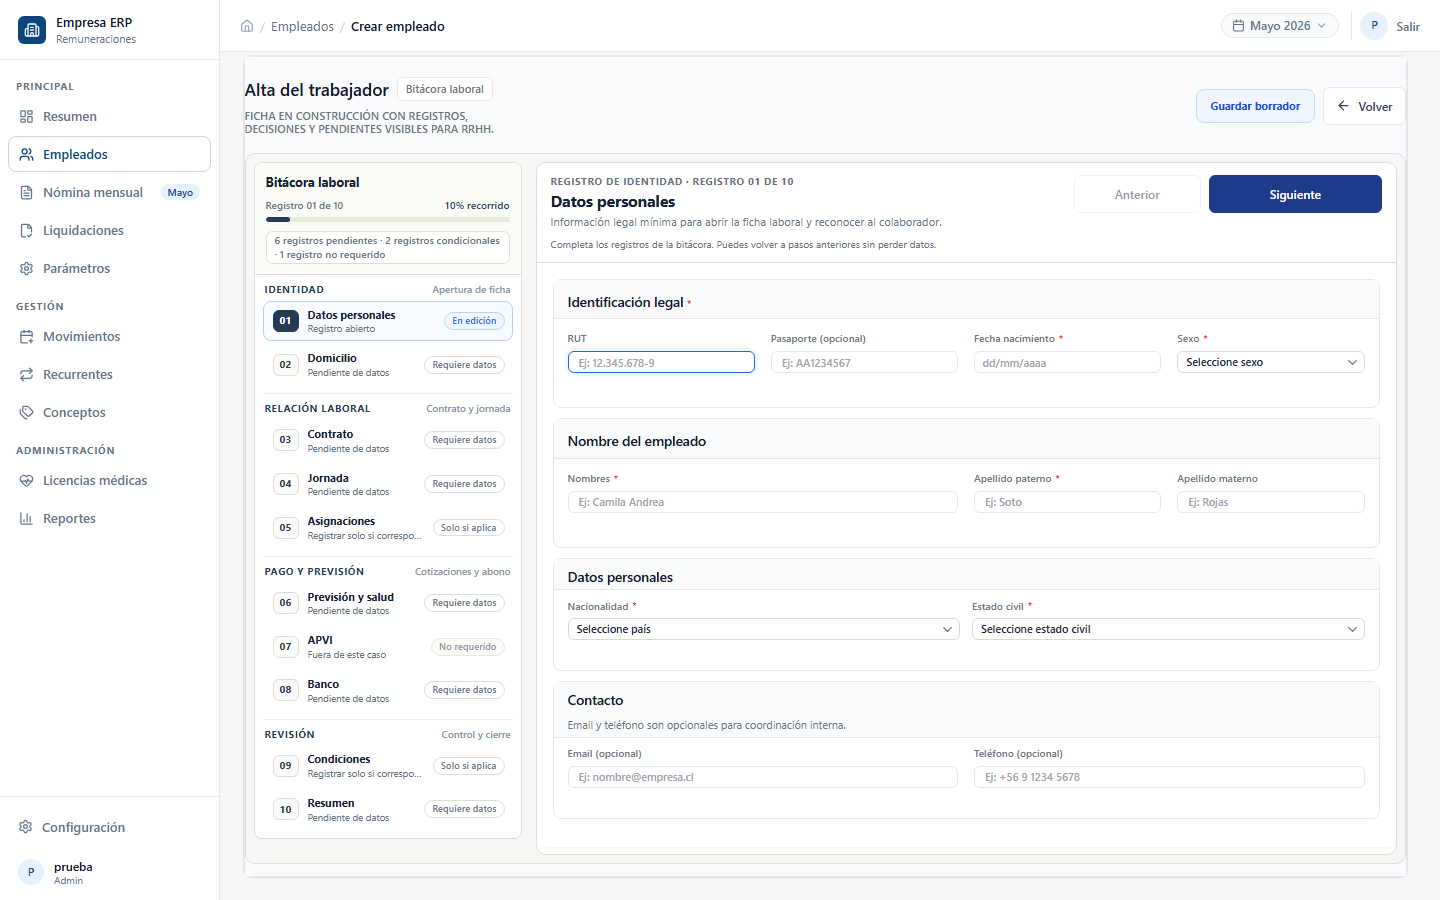 Empresa ERP
Remuneraciones
PRINCIPAL
Resumen
Empleados
Nómina mensual Mayo
Liquidaciones
Parámetros
GESTIÓN
Movimientos
Recurrentes
Conceptos
ADMINISTRACIÓN
Licencias médicas
Reportes
Configuración
P prueba
Admin
/ Empleados / Crear empleado
Mayo 2026
P Salir
Alta del trabajador Bitácora laboral
FICHA EN CONSTRUCCIÓN CON REGISTROS,
DECISIONES Y PENDIENTES VISIBLES PARA RRHH.
Guardar borrador
Volver
Bitácora laboral
Registro 01 de 10 10% recorrido
6 registros pendientes · 2 registros condicionales
· 1 registro no requerido
IDENTIDAD Apertura de ficha
01 Datos personales En edición
Registro abierto
02 Domicilio Requiere datos
Pendiente de datos
RELACIÓN LABORAL Contrato y jornada
03 Contrato Requiere datos
Pendiente de datos
04 Jornada Requiere datos
Pendiente de datos
05 Asignaciones Solo si aplica
Registrar solo si correspo...
PAGO Y PREVISIÓN Cotizaciones y abono
06 Previsión y salud Requiere datos
Pendiente de datos
07 APVI No requerido
Fuera de este caso
08 Banco Requiere datos
Pendiente de datos
REVISIÓN Control y cierre
09 Condiciones Solo si aplica
Registrar solo si correspo...
10 Resumen Requiere datos
Pendiente de datos
REGISTRO DE IDENTIDAD · REGISTRO 01 DE 10
Datos personales
Información legal mínima para abrir la ficha laboral y reconocer al colaborador.
Completa los registros de la bitácora. Puedes volver a pasos anteriores sin perder datos.
Anterior
Siguiente
Identificación legal *
RUT Pasaporte (opcional) Fecha nacimiento * Sexo *
Ej: 12.345.678-9 Ej: AA1234567 dd/mm/aaaa Seleccione sexo
Nombre del empleado
Nombres * Apellido paterno * Apellido materno
Ej: Camila Andrea Ej: Soto Ej: Rojas
Datos personales
Nacionalidad * Estado civil *
Seleccione país Seleccione estado civil
Contacto
Email y teléfono son opcionales para coordinación interna.
Email (opcional) Teléfono (opcional)
Ej: nombre@empresa.cl Ej: +56 9 1234 5678